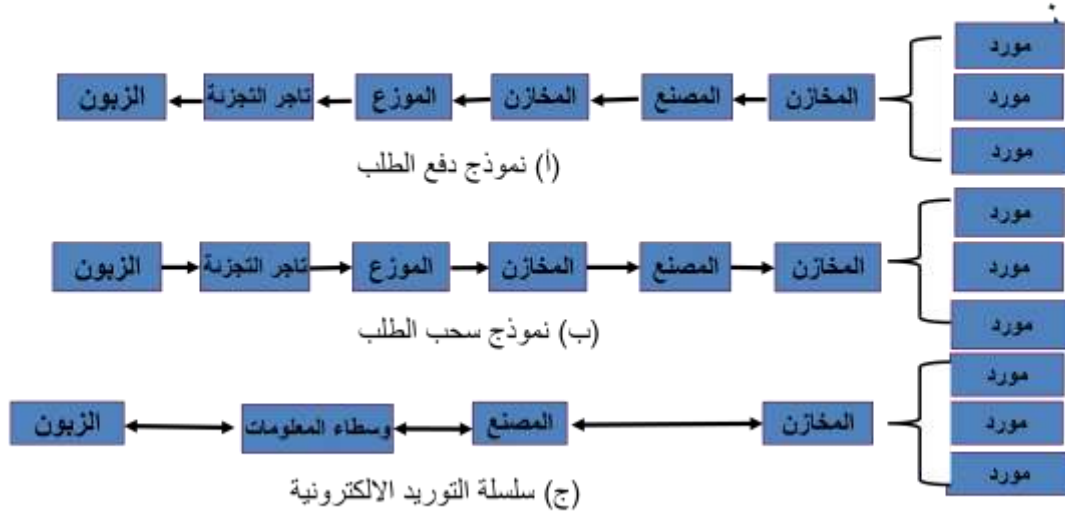 مورد
مورد
مورد
المخازن
المصنع
المخازن
الموزع
تاجر التجزئة
الزبون
(أ) نموذج دفع الطلب
مورد
مورد
مورد
المخازن
المصنع
المخازن
الموزع
تاجر التجزئة
الزبون
(ب) نموذج سحب الطلب
مورد
مورد
مورد
المخازن
المصنع
وسطاء المعلومات
الزبون
(ج) سلسلة التوريد الالكترونية